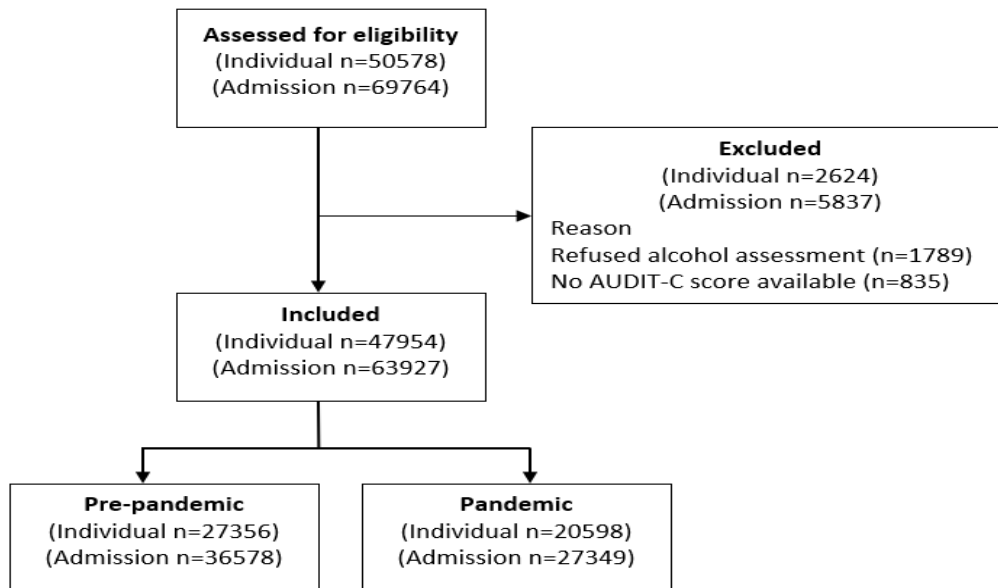 Assessed for eligibility
(Individual n=50578)
(Admission n=69764)
Excluded
(Individual n=2624)
(Admission n=5837)
Reason
Refused alcohol assessment (n=1789)
No AUDIT-C score available (n=835)
Included
(Individual n=47954)
(Admission n=63927)
Pre-pandemic
(Individual n=27356)
(Admission n=36578)
Pandemic
(Individual n=20598)
(Admission n=27349)